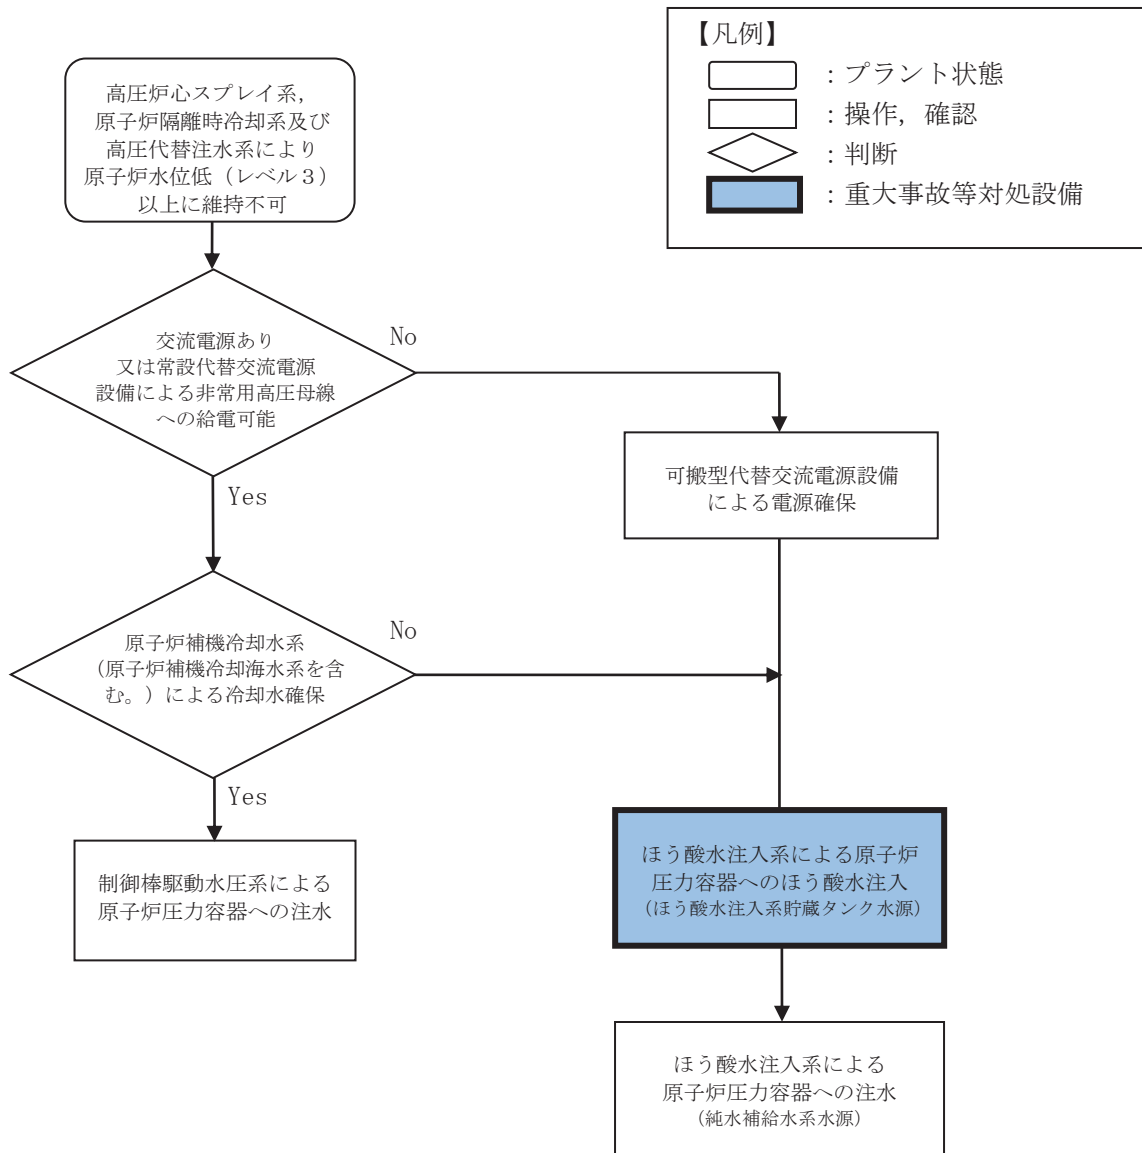 【凡例】
：プラント状態
：操作，確認
：判断
：重大事故等対処設備
高圧炉心スプレイ系，
原子炉隔離時冷却系及び
高圧代替注水系により
原子炉水位低（レベル３）
以上に維持不可
交流電源あり
又は常設代替交流電源
設備による非常用高圧母線
への給電可能
No
Yes
可搬型代替交流電源設備
による電源確保
原子炉補機冷却水系
（原子炉補機冷却海水系を含
む。）による冷却水確保
No
Yes
制御棒駆動水圧系による
原子炉圧力容器への注水
ほう酸水注入系による原子炉
圧力容器へのほう酸水注入
（ほう酸水注入系貯蔵タンク水源）
ほう酸水注入系による
原子炉圧力容器への注水
（純水補給水系水源）